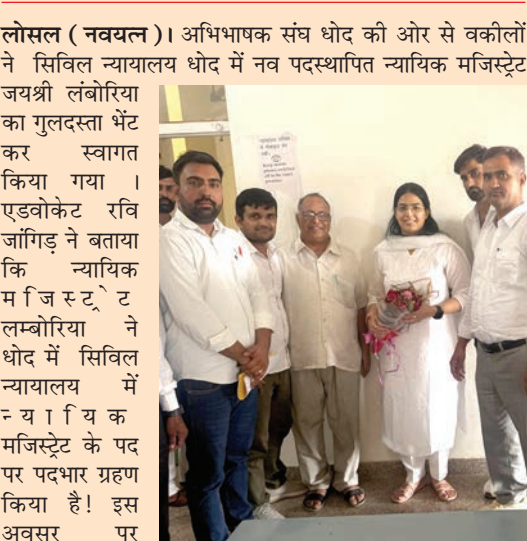 लोसल ( नवयत्न )। अभिभाषक संघ धोद की ओर से वकीलों
ने सिविल न्यायालय धोद में नव पदस्थापित न्यायिक मजिस्ट्रेट
जयश्री लंबोरिया
का गुलदस्ता भेंट
कर स्वागत
किया गया ।
एडवोकेट रवि
जांगिड़ ने बताया
कि न्यायिक
मजिस्ट्रेट
लम्बोरिया ने
धोद में सिविल
न्यायालय में
न्यायिक
मजिस्ट्रेट के पद
पर पदभार ग्रहण
किया है! इस
अवसर पर